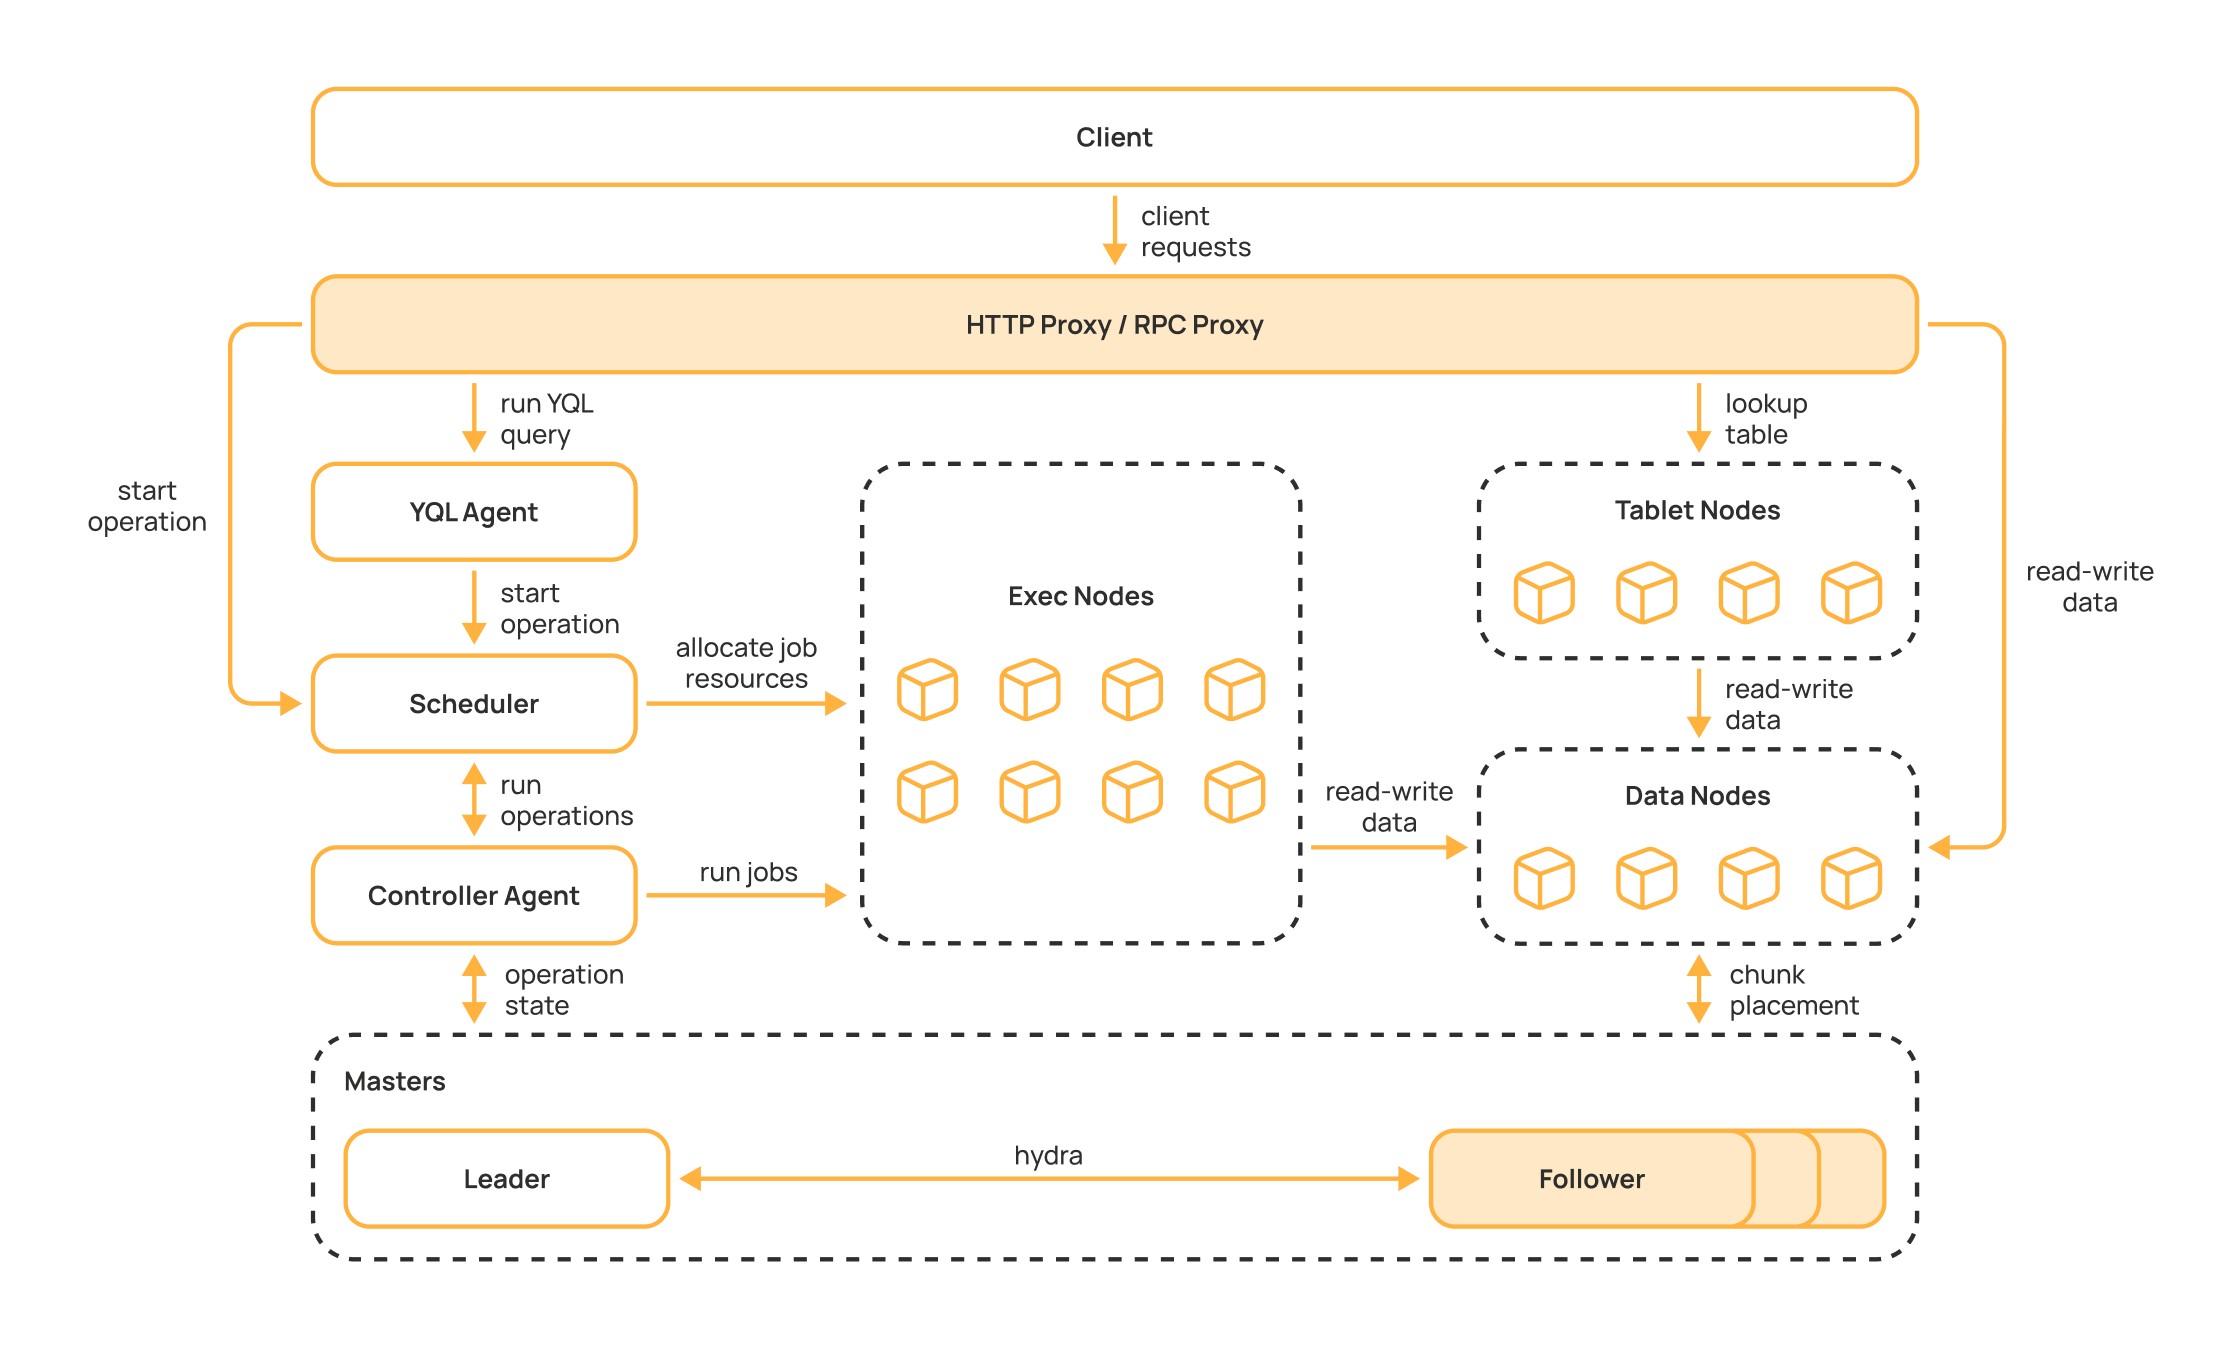 Client
client
requests
HTTP Proxy / RPC Proxy
run YQL
query
lookup
table
start
operation
YQL Agent
Tablet Nodes
start
operation
Exec Nodes
read-write
data
allocate job
resources
Scheduler
read-write
data
run
operations
read-write
data
Data Nodes
Controller Agent
run jobs
operation
state
chunk
placement
Masters
Leader
hydra
Follower